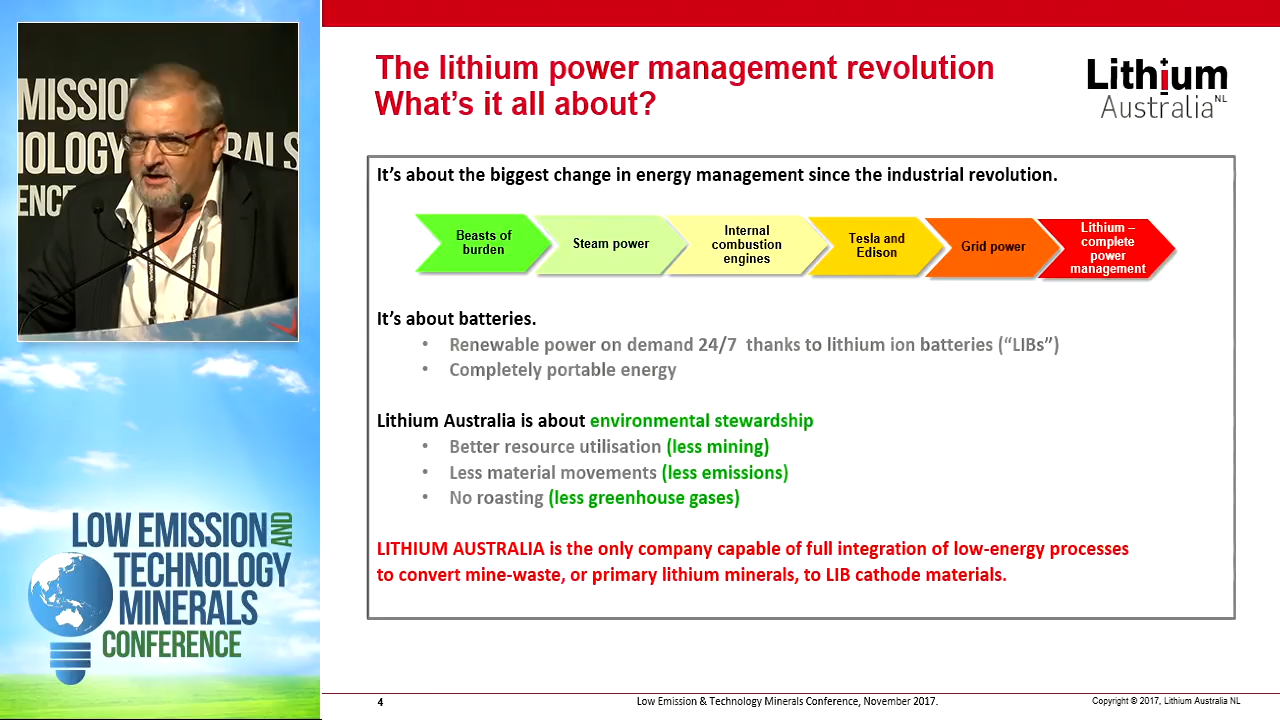 MISSIO
NOLOGY
ERALS
ENCE
LOW EMISSION AND
TECHNOLOGY
MINERALS
CONFERENCE
The lithium power management revolution
What’s it all about?
Lithium
Australia NL
It’s about the biggest change in energy management since the industrial revolution.
Beasts of
burden
Steam power
Internal
combustion
engines
Tesla and
Edison
Grid power
Lithium –
complete
power
management
It’s about batteries.
• Renewable power on demand 24/7 thanks to lithium ion batteries (“LIBs”)
• Completely portable energy
Lithium Australia is about environmental stewardship
• Better resource utilisation (less mining)
• Less material movements (less emissions)
• No roasting (less greenhouse gases)
LITHIUM AUSTRALIA is the only company capable of full integration of low-energy processes
to convert mine-waste, or primary lithium minerals, to LIB cathode materials.
4
Low Emission & Technology Minerals Conference, November 2017.
Copyright © 2017, Lithium Australia NL